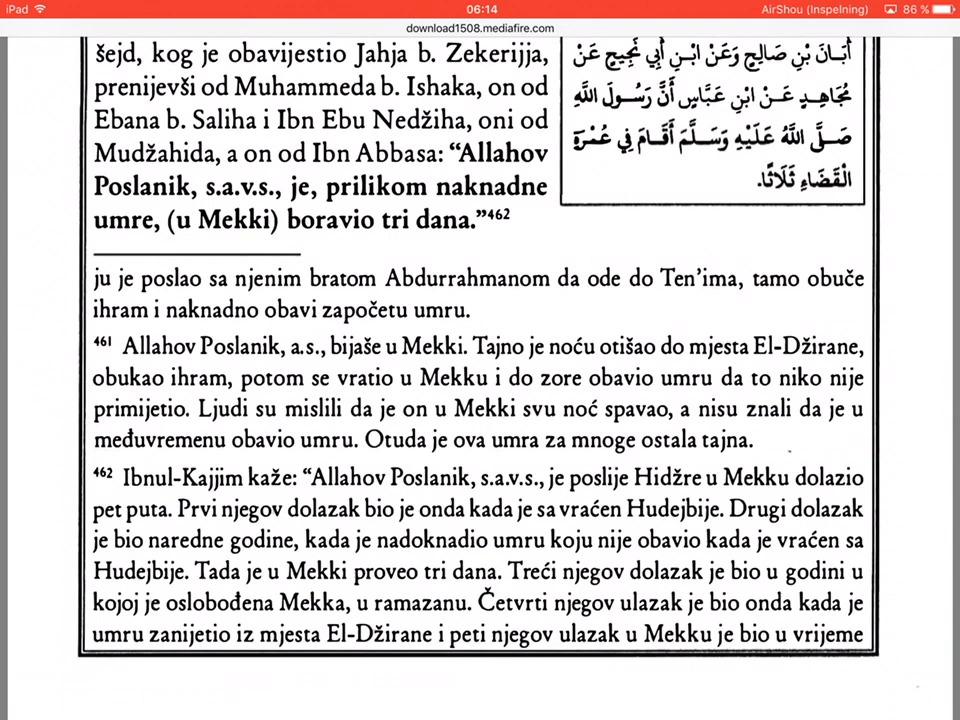 iPad 06:14 AirShou (Inspelning) 86 %
download1508.mediafire.com
šejd, kog je obavijestio Jahja b. Zekerijja,
prenijevši od Muhammeda b. Ishaka, on od
Ebana b. Saliha i Ibn Ebu Nedžiha, oni od
Mudžahida, a on od Ibn Abbasa: “Allahov
Poslanik, s.a.v.s., je, prilikom naknadne
umre, (u Mekki) boravio tri dana.”⁴⁶²
أَبَانَ بْنِ صَالِحٍ وَعَنْ ابْنِ أَبِي نَجِيحٍ عَنْ
مُجَاهِدٍ عَنْ ابْنِ عَبَّاسٍ أَنَّ رَسُولَ اللَّهِ
صَلَّى اللَّهُ عَلَيْهِ وَسَلَّمَ أَقَامَ فِي عُمْرَةِ
الْقَضَاءِ ثَلَاثًا.
ju je poslao sa njenim bratom Abdurrahmanom da ode do Ten’ima, tamo obuče
ihram i naknadno obavi započetu umru.
⁴⁶¹ Allahov Poslanik, a.s., bijaše u Mekki. Tajno je noću otišao do mjesta El-Džirane,
obukao ihram, potom se vratio u Mekku i do zore obavio umru da to niko nije
primijetio. Ljudi su mislili da je on u Mekki svu noć spavao, a nisu znali da je u
međuvremenu obavio umru. Otuda je ova umra za mnoge ostala tajna.
⁴⁶² Ibnul-Kajjim kaže: “Allahov Poslanik, s.a.v.s., je poslije Hidžre u Mekku dolazio
pet puta. Prvi njegov dolazak bio je onda kada je sa vraćen Hudejbije. Drugi dolazak
je bio naredne godine, kada je nadoknadio umru koju nije obavio kada je vraćen sa
Hudejbije. Tada je u Mekki proveo tri dana. Treći njegov dolazak je bio u godini u
kojoj je oslobođena Mekka, u ramazanu. Četvrti njegov ulazak je bio onda kada je
umru zanijetio iz mjesta El-Džirane i peti njegov ulazak u Mekku je bio u vrijeme